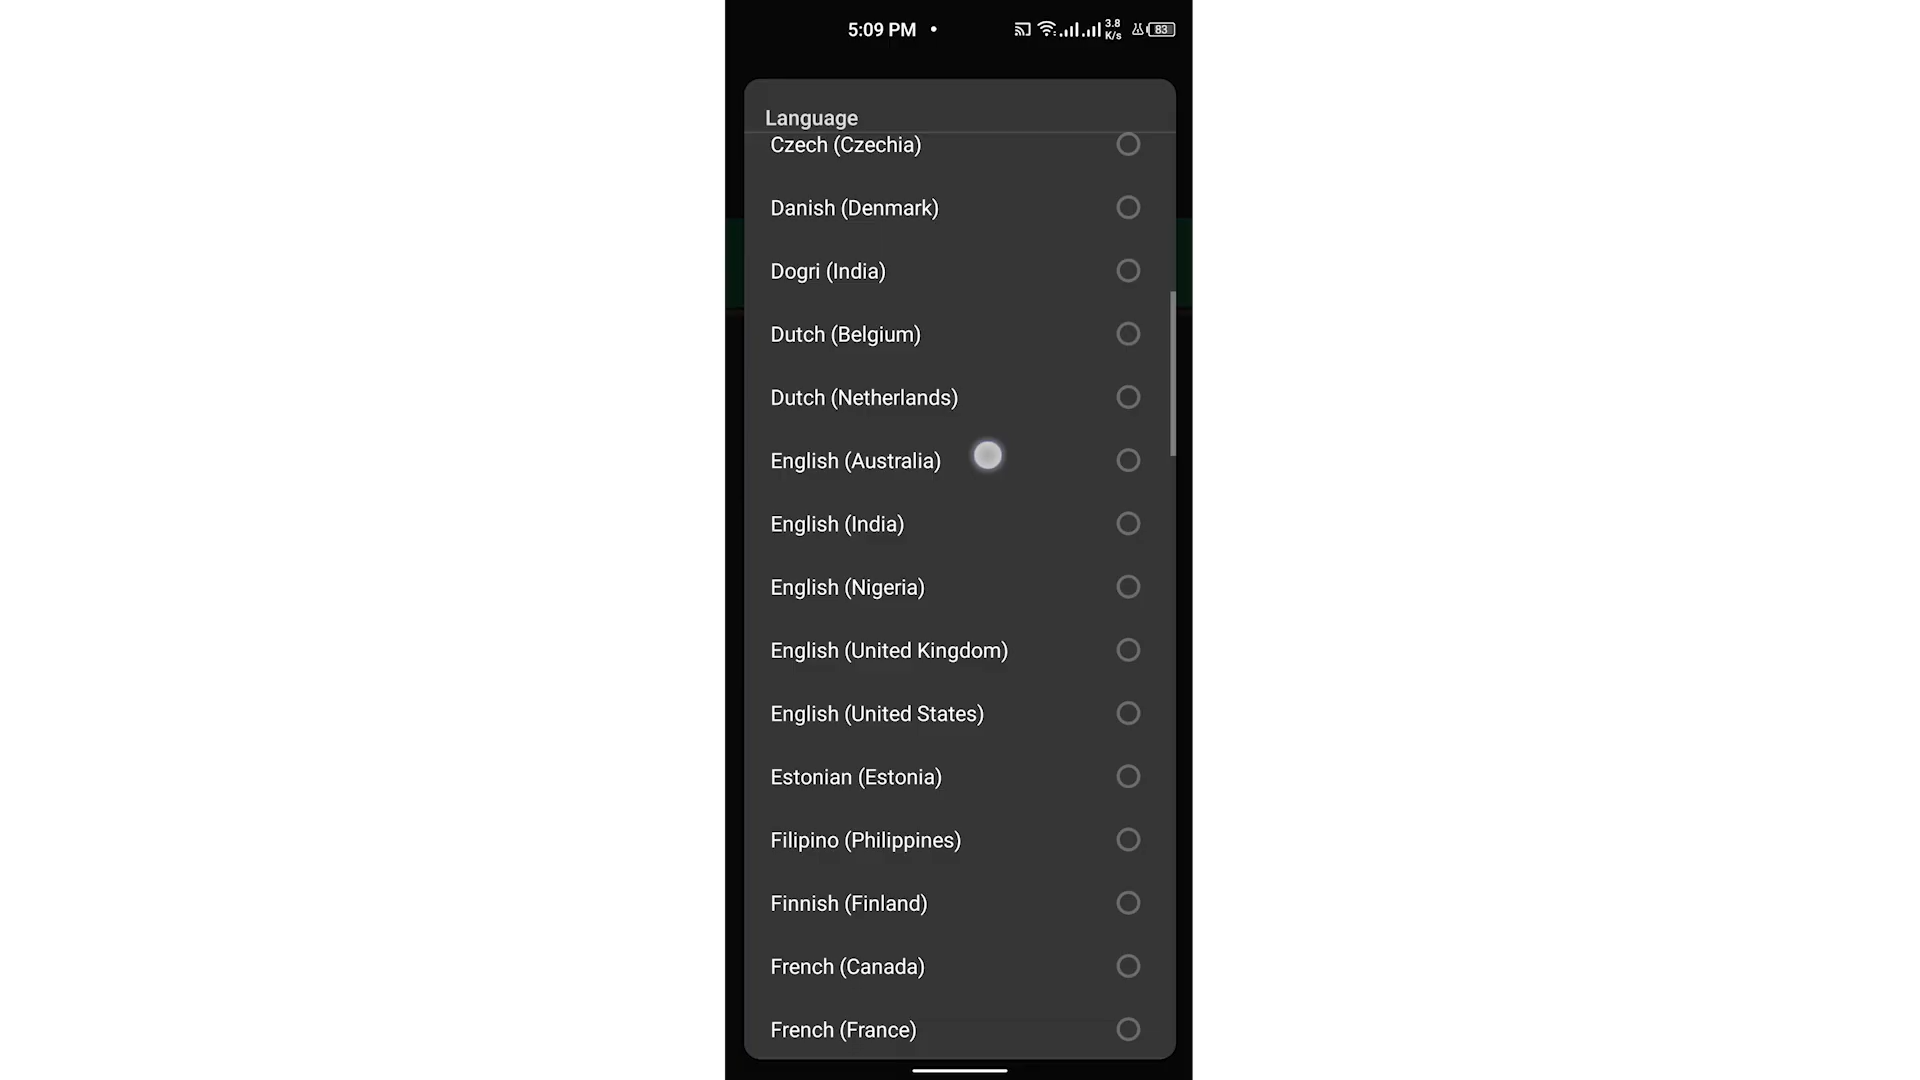 5:09 PM
3.8
K/s
83
Language
Czech (Czechia)
Danish (Denmark)
Dogri (India)
Dutch (Belgium)
Dutch (Netherlands)
English (Australia)
English (India)
English (Nigeria)
English (United Kingdom)
English (United States)
Estonian (Estonia)
Filipino (Philippines)
Finnish (Finland)
French (Canada)
French (France)